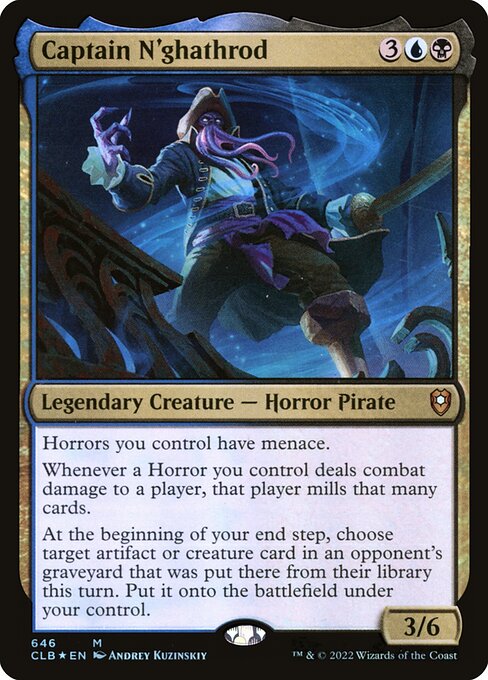 Captain N'ghathrod 3
Legendary Creature — Horror Pirate
Horrors you control have menace.
Whenever a Horror you control deals combat
damage to a player, that player mills that many
cards.
At the beginning of your end step, choose
target artifact or creature card in an opponent's
graveyard that was put there from their library
this turn. Put it onto the battlefield under
your control.
3/6
646 M
CLB★EN Andrey Kuzinskiy ™ & © 2022 Wizards of the Coast